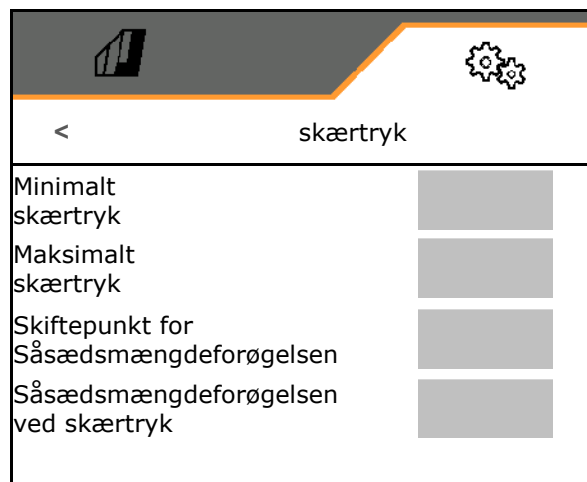 < skærtryk
Minimalt
skærtryk
Maksimalt
skærtryk
Skiftepunkt for
Såsædsmængdeforøgelsen
Såsædsmængdeforøgelsen
ved skærtryk